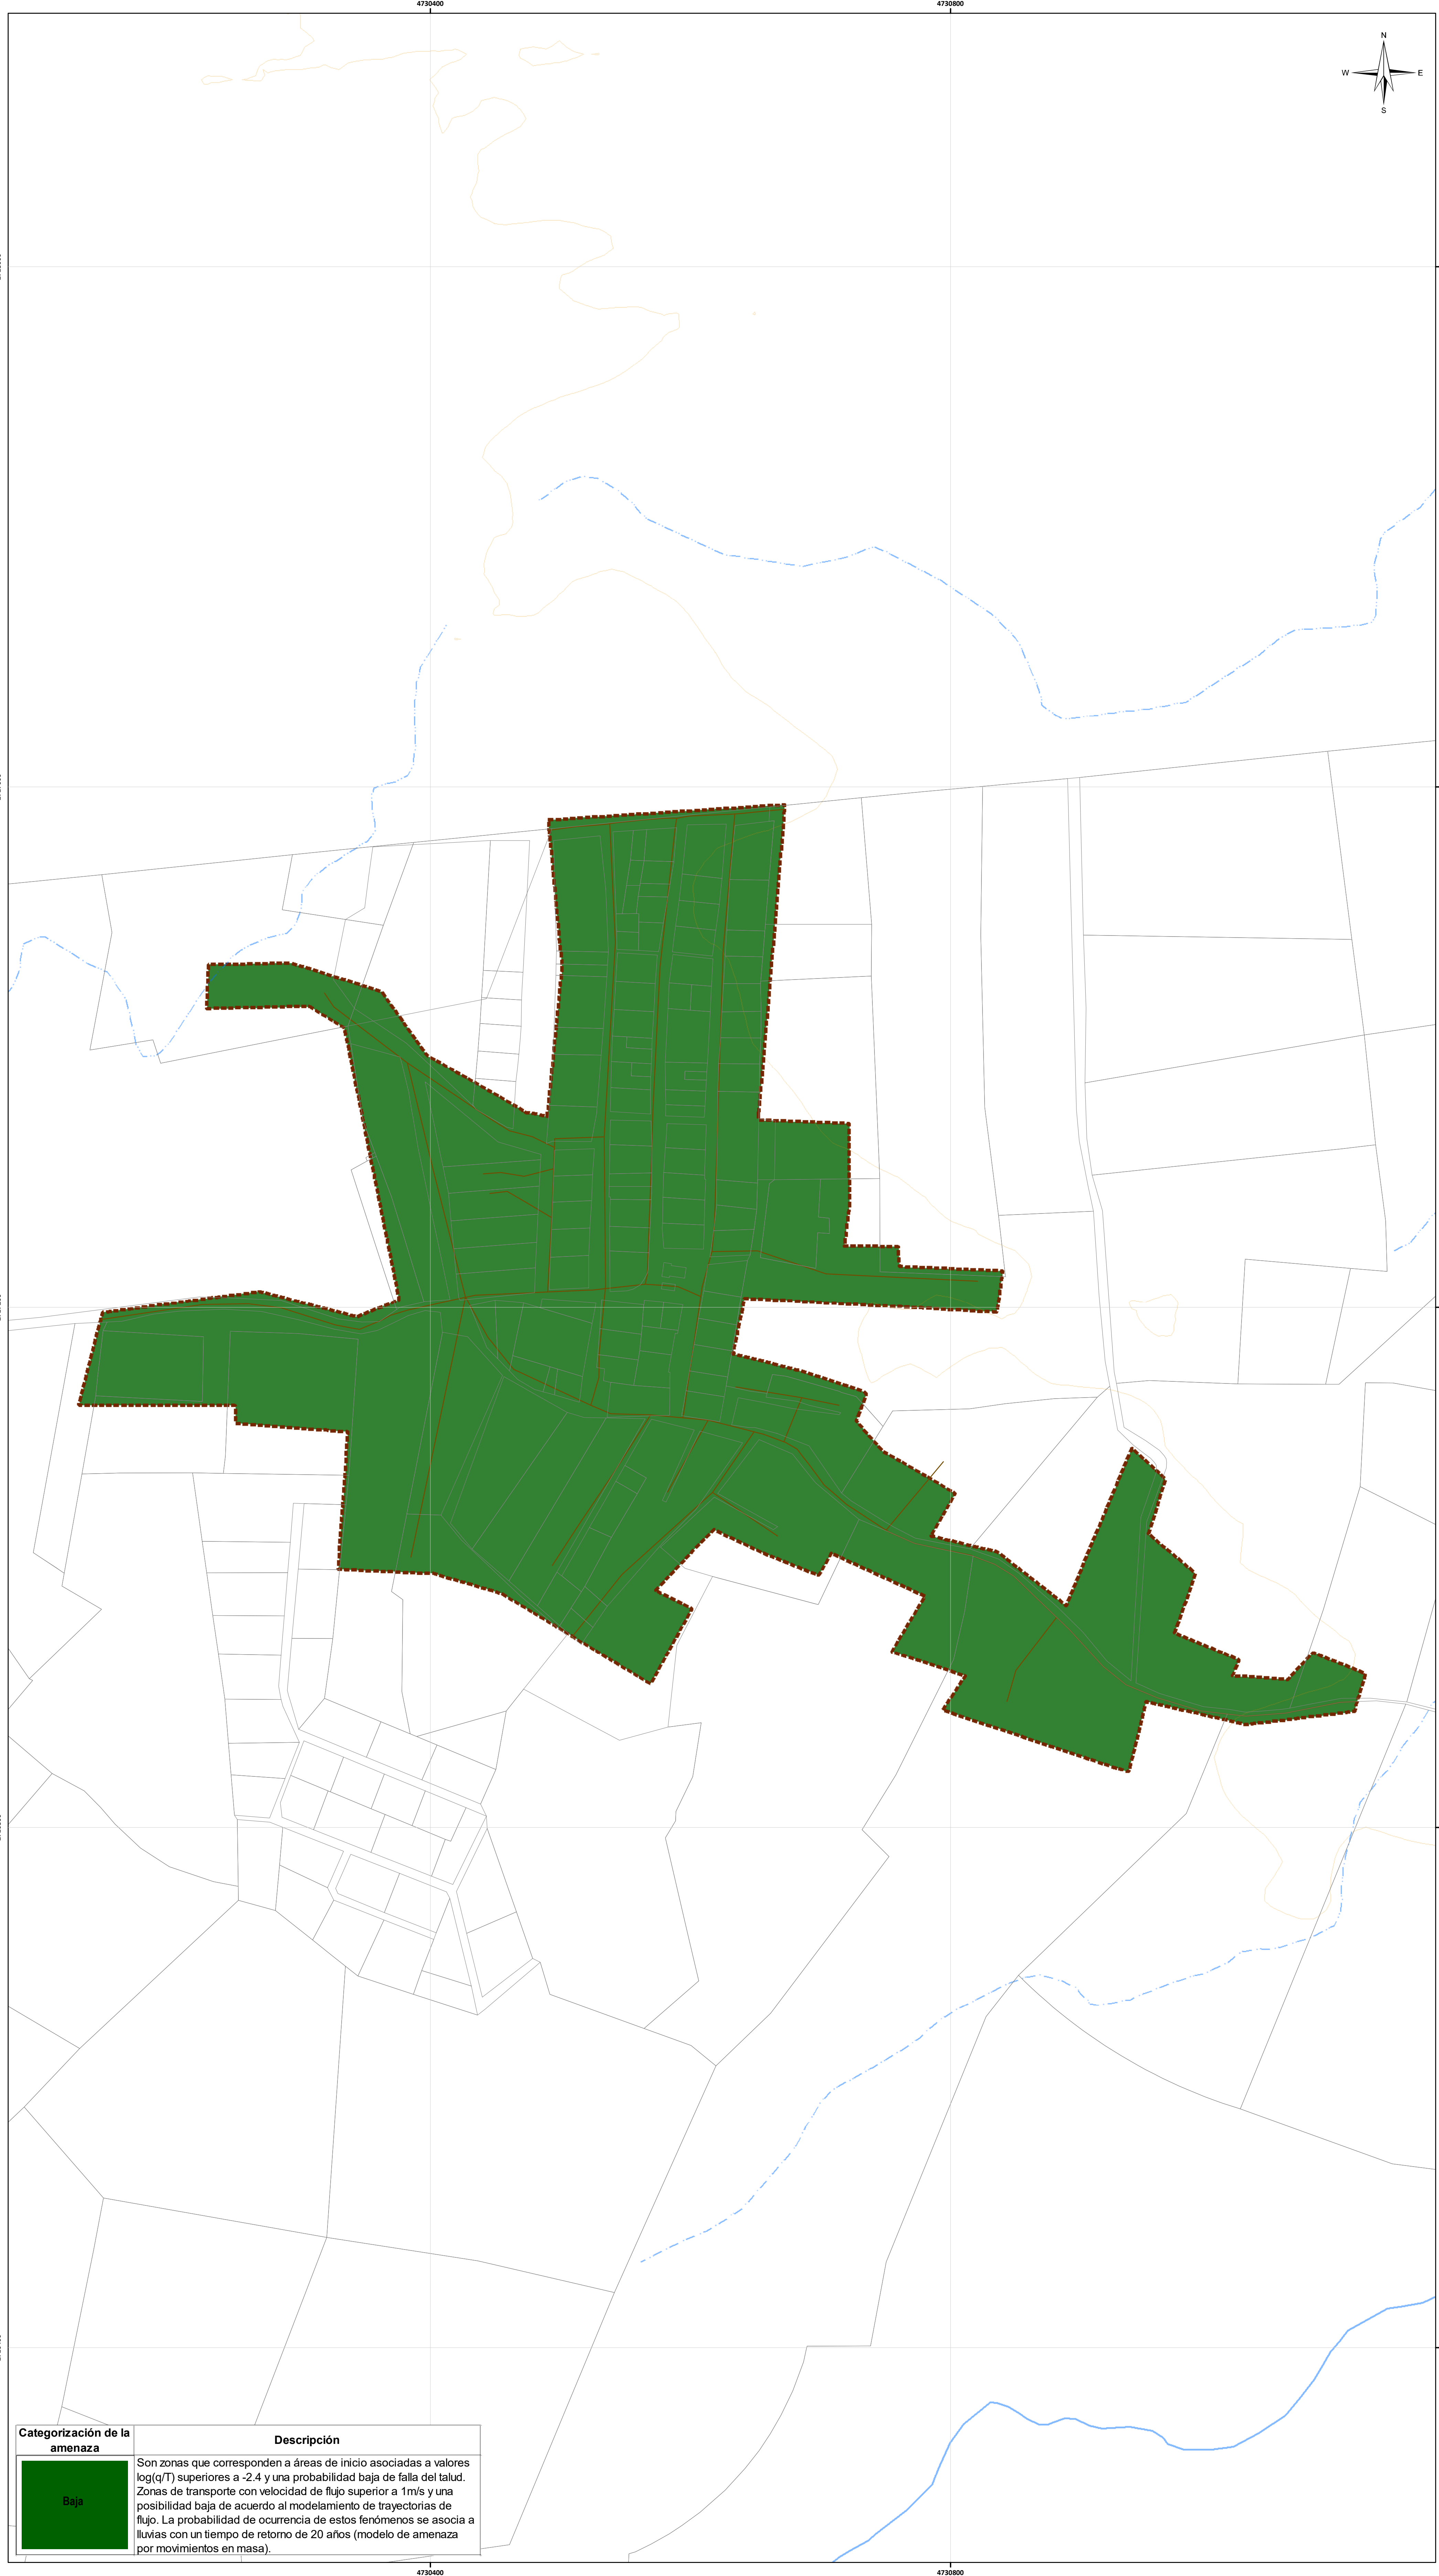 4730400 4730800
N
W E
S
Categorización de la
amenaza
Descripción
Baja
Son zonas que corresponden a áreas de inicio asociadas a valores
log(q/T) superiores a -2.4 y una probabilidad baja de falla del talud.
Zonas de transporte con velocidad de flujo superior a 1m/s y una
posibilidad baja de acuerdo al modelamiento de trayectorias de
flujo. La probabilidad de ocurrencia de estos fenómenos se asocia a
lluvias con un tiempo de retorno de 20 años (modelo de amenaza
por movimientos en masa).
4730400 4730800